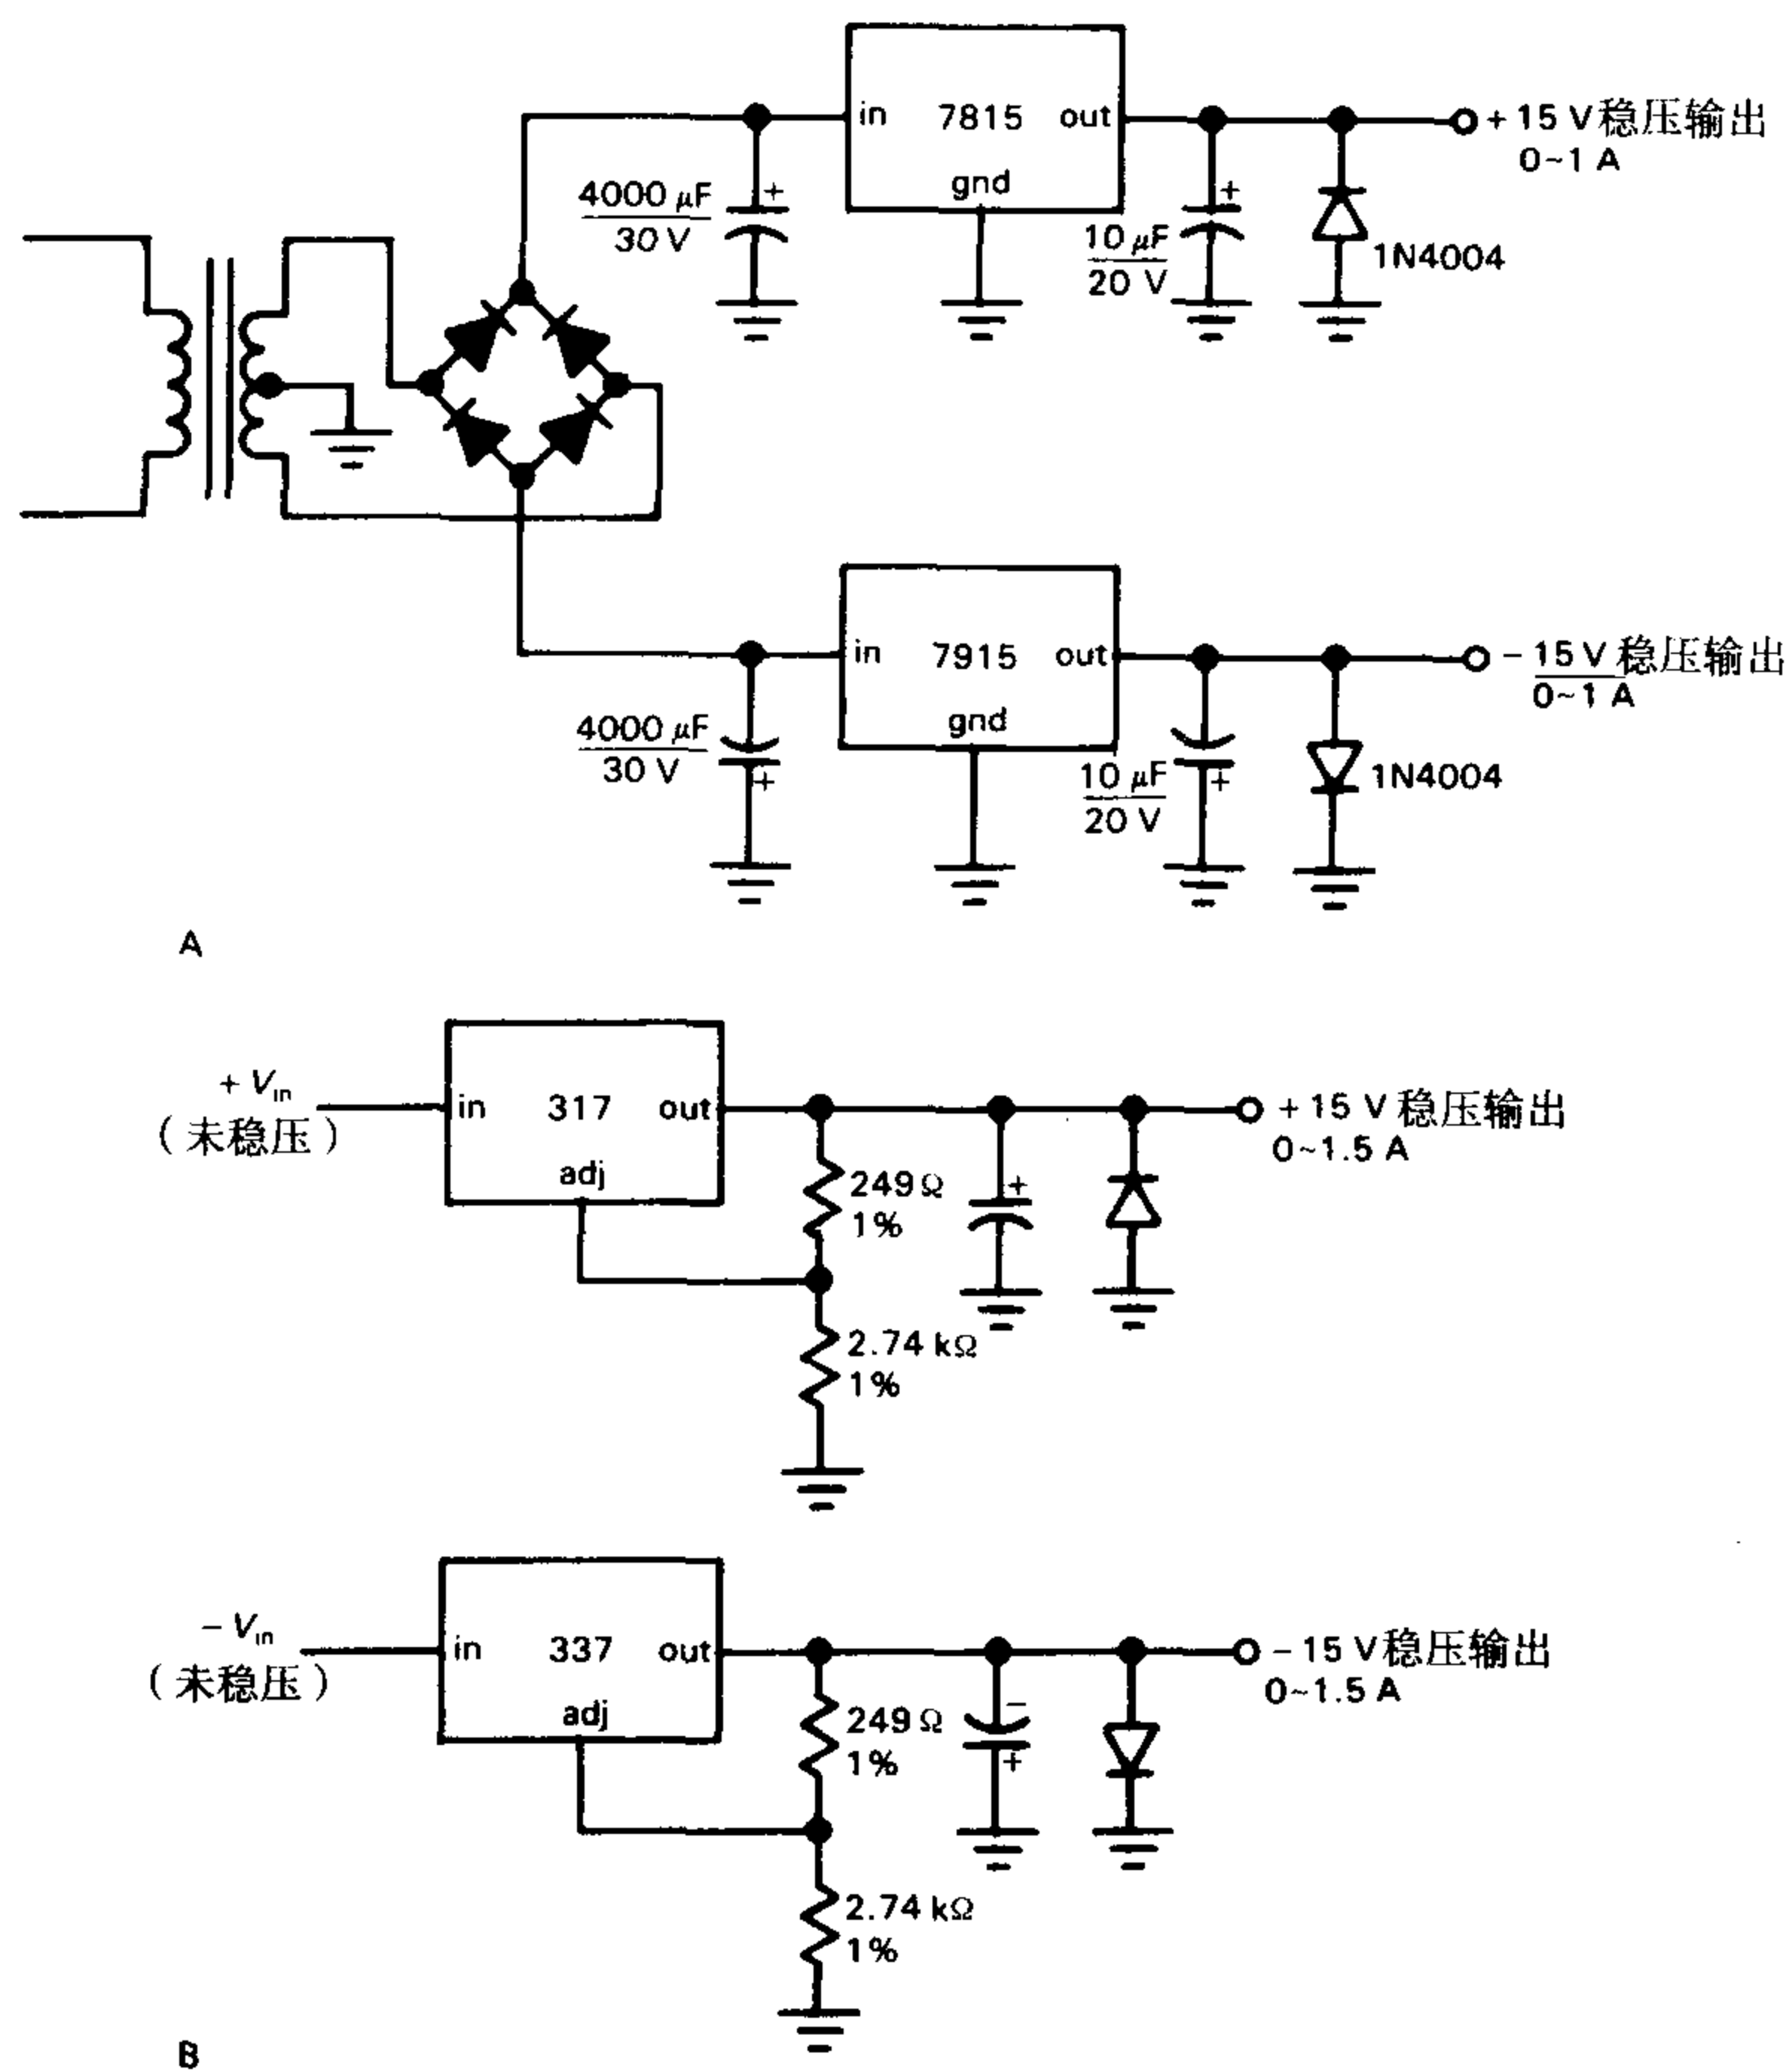 in 7815 out
gnd
+15 V稳压输出
0~1 A
4000 μF
30 V
+
10 μF
20 V
+
1N4004
in 7915 out
gnd
-15 V稳压输出
0~1 A
4000 μF
30 V
+
10 μF
20 V
+
1N4004
A
+Vin
(未稳压)
in 317 out
adj
+15 V稳压输出
0~1.5 A
249Ω
1%
+
2.74 kΩ
1%
-Vin
(未稳压)
in 337 out
adj
-15 V稳压输出
0~1.5 A
249Ω
1%
-
+
2.74 kΩ
1%
B